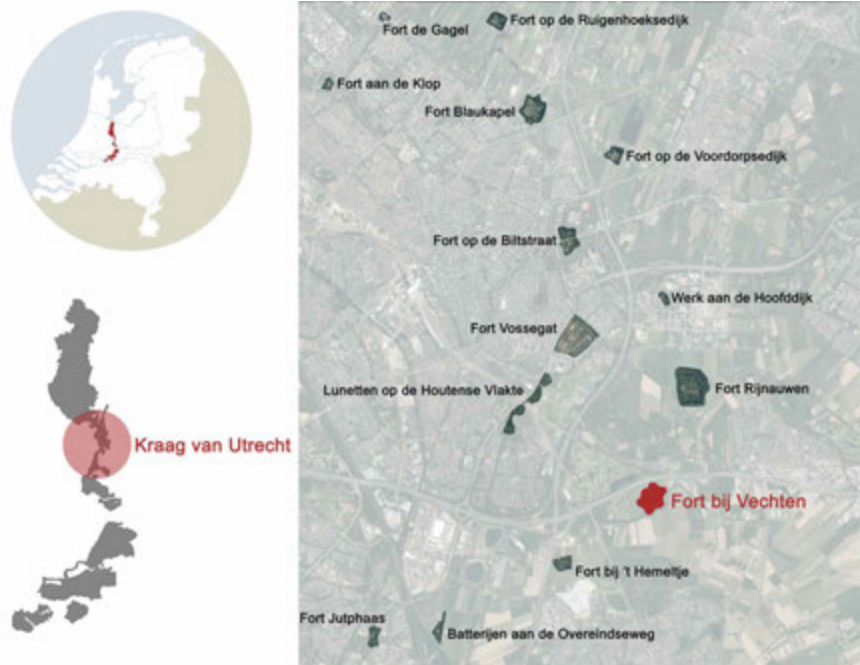 Fort de Gagel
Fort op de Ruigenhoeksedijk
Fort aan de Klop
Fort Blaukapel
Fort op de Voordorpsedijk
Fort op de Biltstraat
Werk aan de Hoofddijk
Fort Vossegat
Lunetten op de Houtense Vlakte
Fort Rijnauwen
Kraag van Utrecht
Fort bij Vechten
Fort bij 't Hemeltje
Fort Jutphaas
Batterijen aan de Overeindseweg